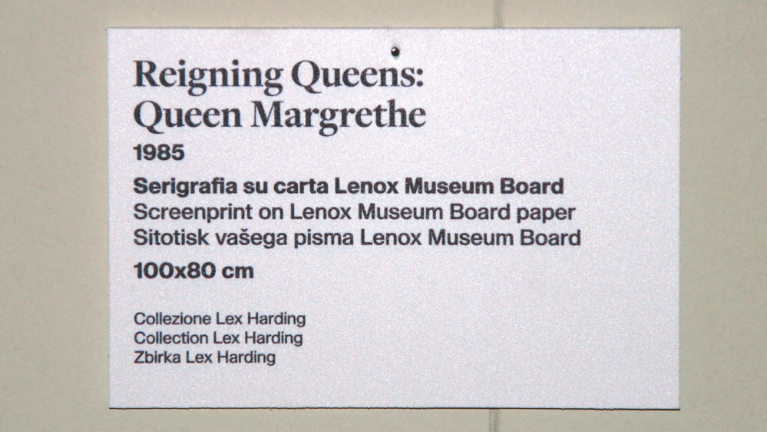 Reigning Queens:
Queen Margrethe
1985
Serigrafia su carta Lenox Museum Board
Screenprint on Lenox Museum Board paper
Sitotisk vašega pisma Lenox Museum Board
100x80 cm
Collezione Lex Harding
Collection Lex Harding
Zbirka Lex Harding